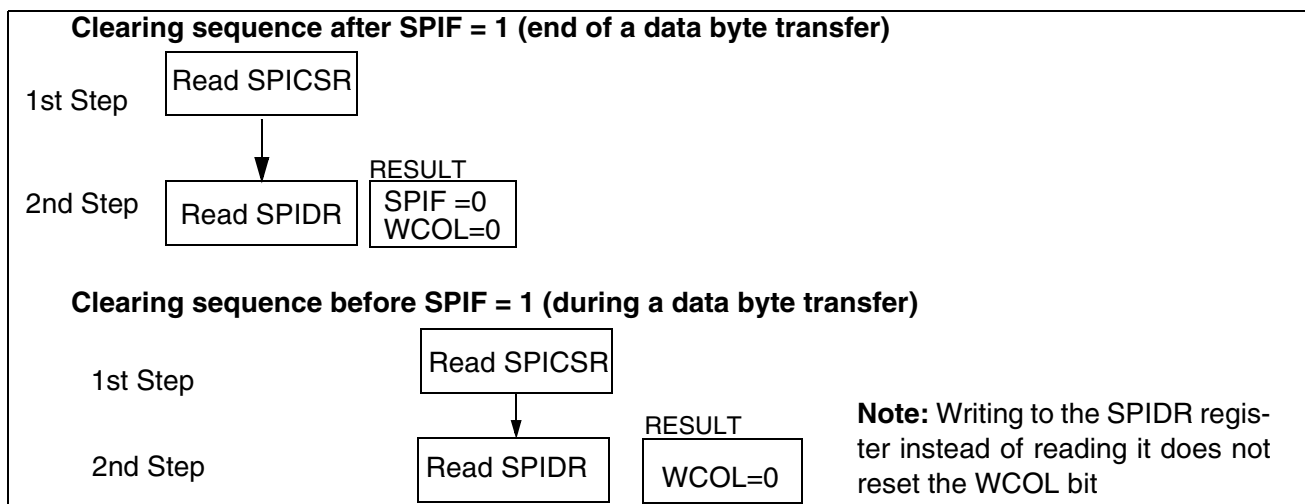 Clearing sequence after SPIF = 1 (end of a data byte transfer)
1st Step
Read SPICSR
2nd Step
Read SPIDR
RESULT
SPIF =0
WCOL=0
Clearing sequence before SPIF = 1 (during a data byte transfer)
1st Step
Read SPICSR
2nd Step
Read SPIDR
RESULT
WCOL=0
Note: Writing to the SPIDR regis-
ter instead of reading it does not
reset the WCOL bit